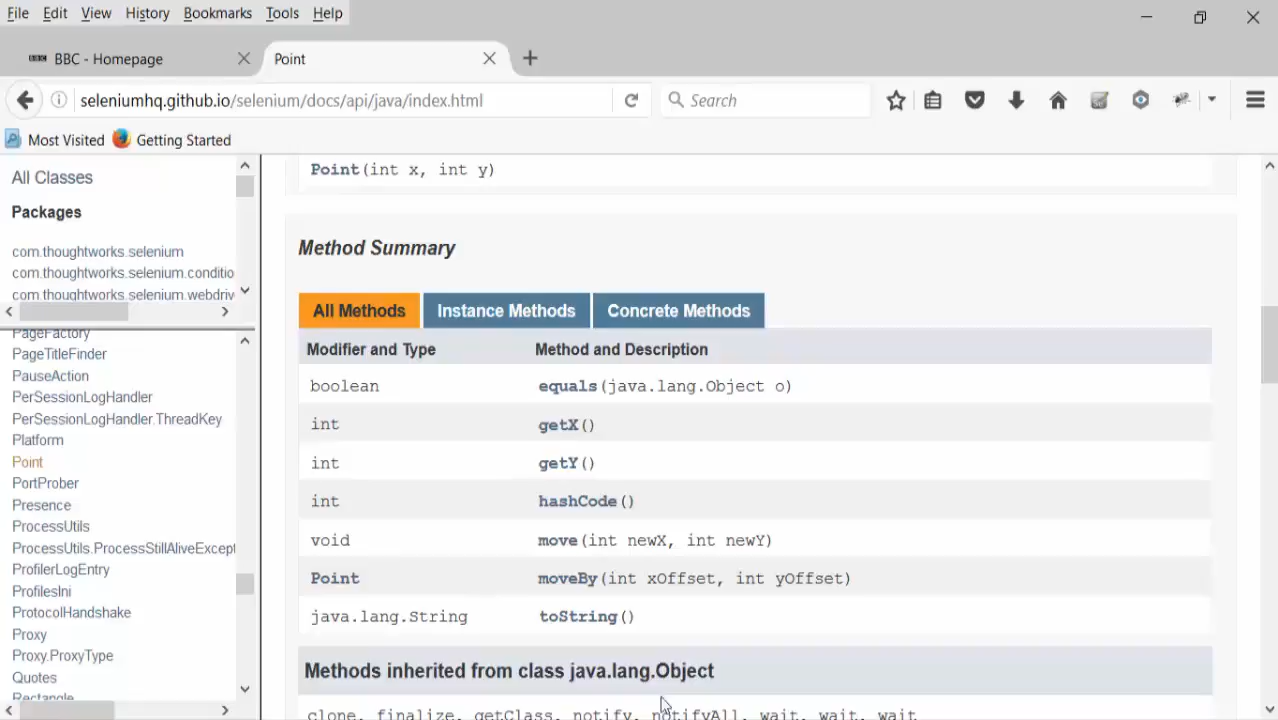 File Edit View History Bookmarks Tools Help
BBC BBC - Homepage Point
seleniumhq.github.io/selenium/docs/api/java/index.html Search
Most Visited Getting Started
All Classes
Packages
com.thoughtworks.selenium
com.thoughtworks.selenium.conditio
com.thoughtworks.selenium.webdriv
PageFactory
PageTitleFinder
PauseAction
PerSessionLogHandler
PerSessionLogHandler.ThreadKey
Platform
Point
PortProber
Presence
ProcessUtils
ProcessUtils.ProcessStillAliveExcept
ProfilerLogEntry
ProfilesIni
ProtocolHandshake
Proxy
Proxy.ProxyType
Quotes
Rectangle
Point(int x, int y)
Method Summary
All Methods Instance Methods Concrete Methods
Modifier and Type Method and Description
boolean equals(java.lang.Object o)
int getX()
int getY()
int hashCode()
void move(int newX, int newY)
Point moveBy(int xOffset, int yOffset)
java.lang.String toString()
Methods inherited from class java.lang.Object
clone, finalize, getClass, notify, notifyAll, wait, wait, wait